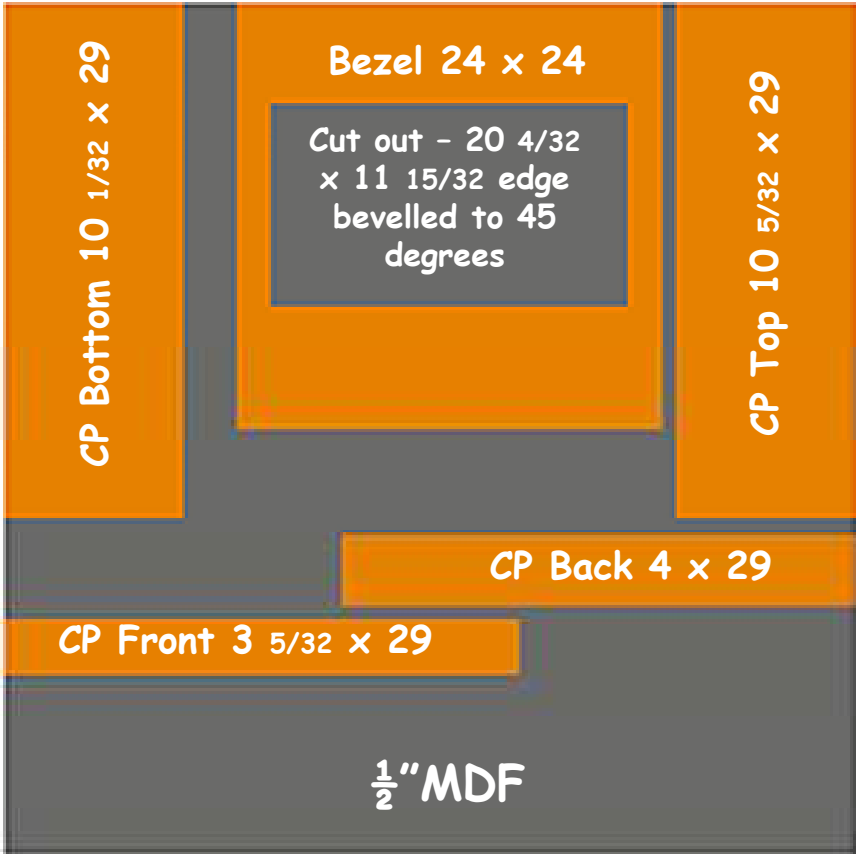 CP Bottom 10 1/32 x 29
Bezel 24 x 24
Cut out – 20 4/32
x 11 15/32 edge
bevelled to 45
degrees
CP Top 10 5/32 x 29
CP Back 4 x 29
CP Front 3 5/32 x 29
½”MDF